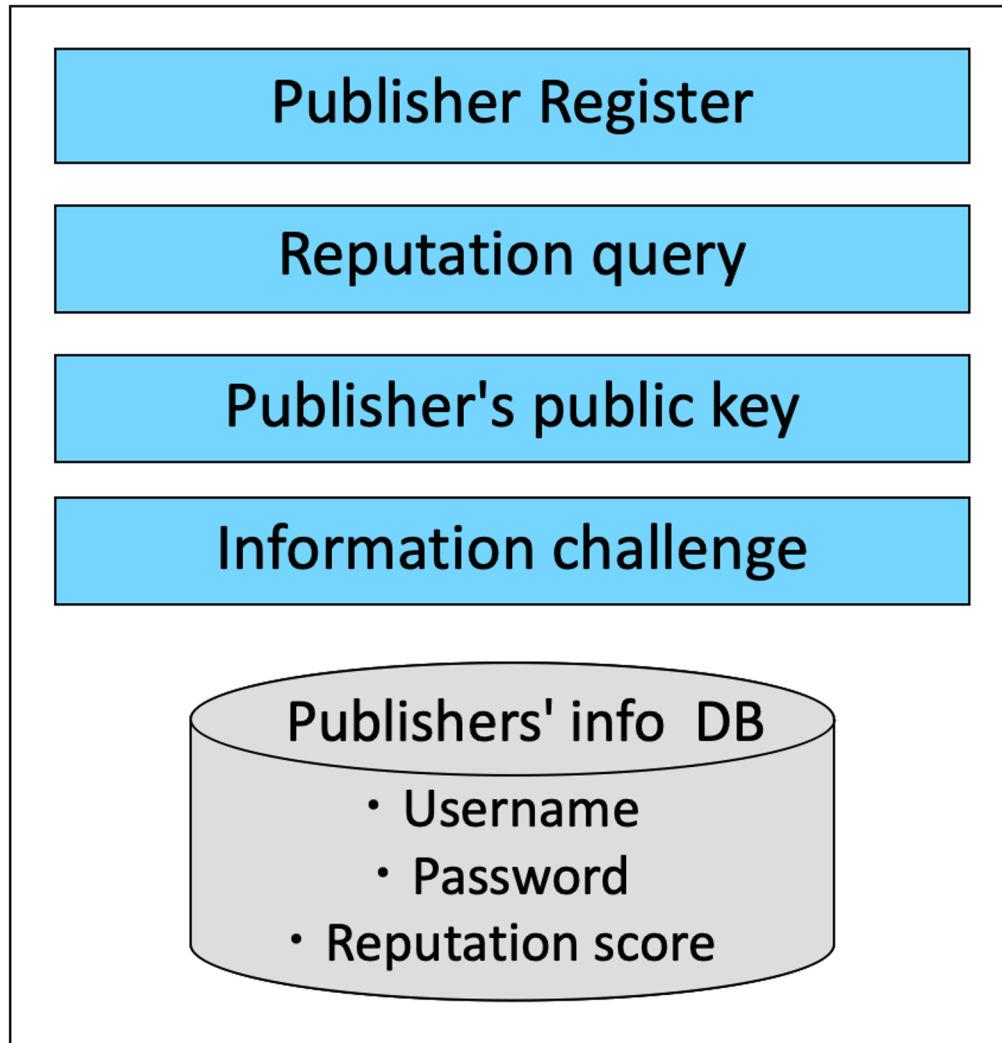 Publisher Register
Reputation query
Publisher's public key
Information challenge
Publishers' info  DB
・Username
・Password
・Reputation score